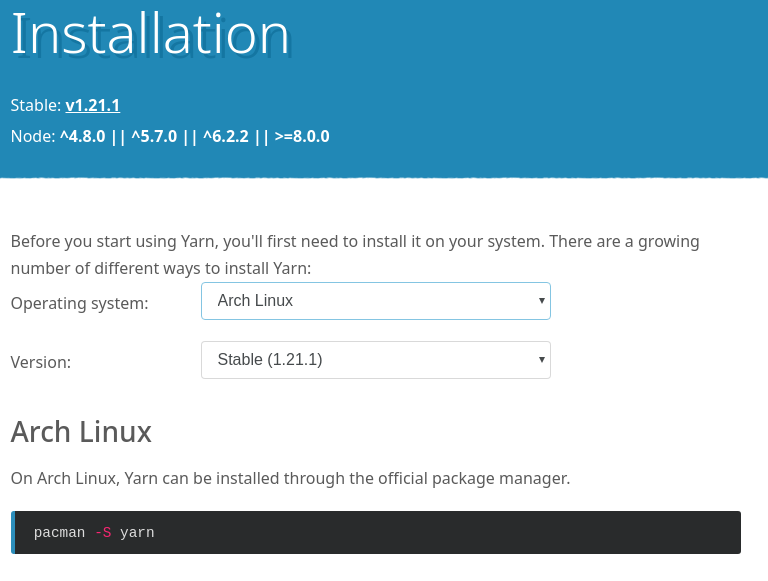 Installation
Stable: v1.21.1
Node: ^4.8.0 || ^5.7.0 || ^6.2.2 || >=8.0.0
Before you start using Yarn, you'll first need to install it on your system. There are a growing
number of different ways to install Yarn:
Operating system: Arch Linux
Version: Stable (1.21.1)
Arch Linux
On Arch Linux, Yarn can be installed through the official package manager.
pacman -S yarn